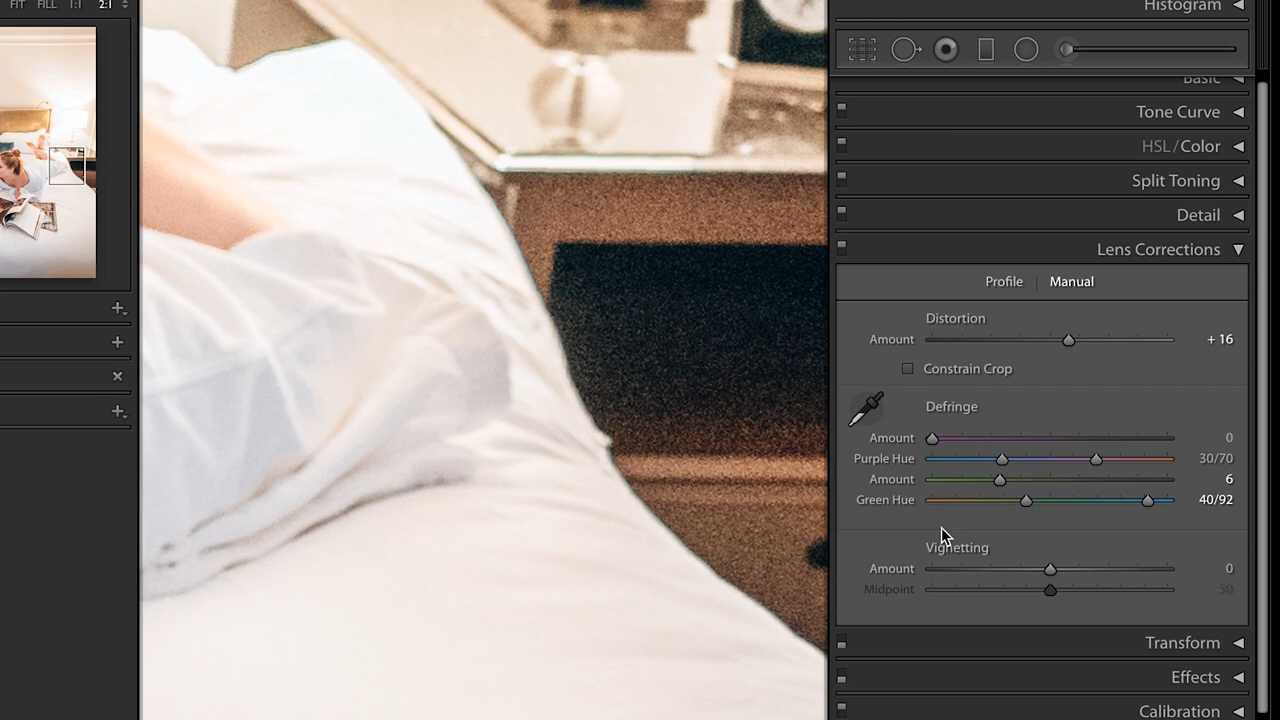 FIT FILL 1:1 2:1
Histogram
Basic
Tone Curve
HSL / Color
Split Toning
Detail
Lens Corrections
Profile | Manual
Distortion
Amount + 16
Constrain Crop
Defringe
Amount 0
Purple Hue 30/70
Amount 6
Green Hue 40/92
Vignetting
Amount 0
Midpoint 50
Transform
Effects
Calibration